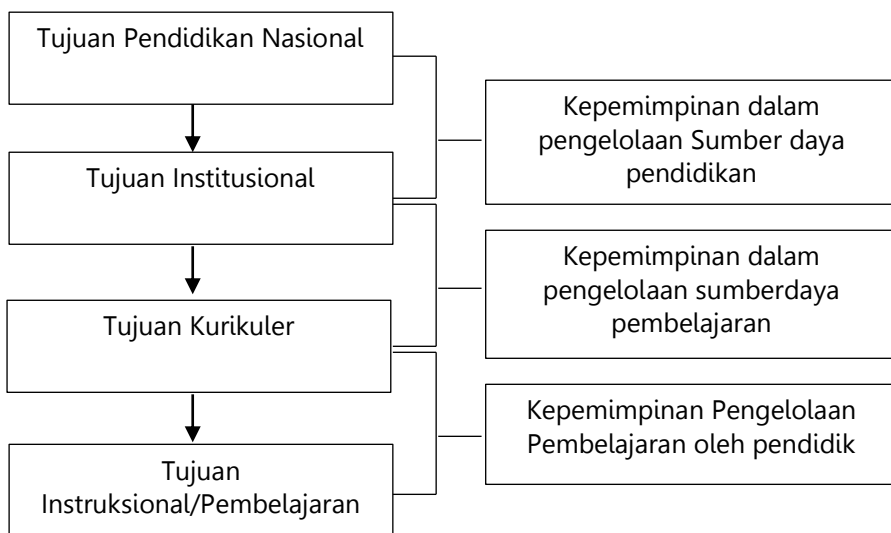 Tujuan Pendidikan Nasional
Kepemimpinan dalam
pengelolaan Sumber daya
pendidikan
Tujuan Institusional
Kepemimpinan dalam
pengelolaan sumberdaya
pembelajaran
Tujuan Kurikuler
Kepemimpinan Pengelolaan
Pembelajaran oleh pendidik
Tujuan
Instruksional/Pembelajaran